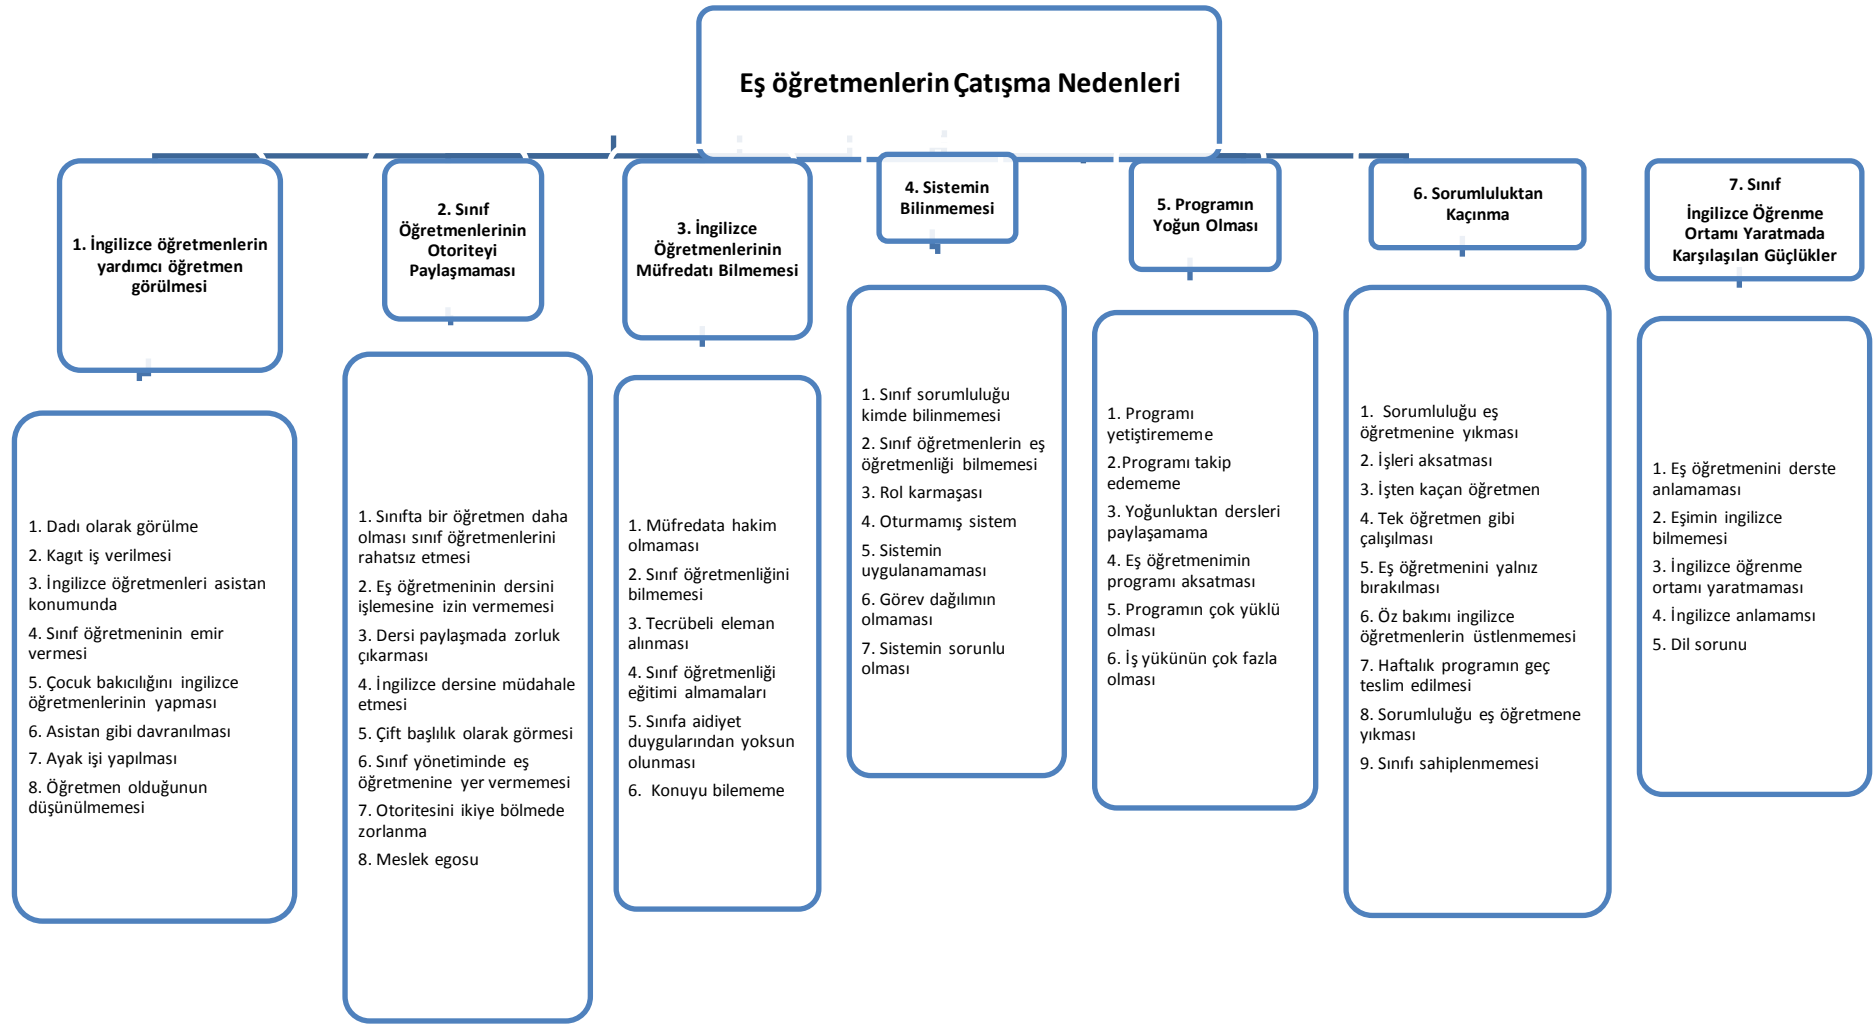 Eş öğretmenlerin Çatışma Nedenleri
1. İngilizce öğretmenlerin
yardımcı öğretmen
görülmesi
1. Dadı olarak görülme
2. Kagıt iş verilmesi
3. İngilizce öğretmenleri asistan
konumunda
4. Sınıf öğretmeninin emir
vermesi
5. Çocuk bakıcılığını ingilizce
öğretmenlerinin yapması
6. Asistan gibi davranılması
7. Ayak işi yapılması
8. Öğretmen olduğunun
düşünülmemesi
2. Sınıf
Öğretmenlerinin
Otoriteyi
Paylaşmaması
1. Sınıfta bir öğretmen daha
olması sınıf öğretmenlerini
rahatsız etmesi
2. Eş öğretmeninin dersini
işlemesine izin vermemesi
3. Dersi paylaşmada zorluk
çıkarması
4. İngilizce dersine müdahale
etmesi
5. Çift başlılık olarak görmesi
6. Sınıf yönetiminde eş
öğretmenine yer vermemesi
7. Otoritesini ikiye bölmede
zorlanma
8. Meslek egosu
3. İngilizce
Öğretmenlerinin
Müfredatı Bilmemesi
1. Müfredata hakim
olmaması
2. Sınıf öğretmenliğini
bilmemesi
3. Tecrübeli eleman
alınması
4. Sınıf öğretmenliği
eğitimi almamaları
5. Sınıfa aidiyet
duygularından yoksun
olunması
6. Konuyu bilememe
4. Sistemin
Bilinmemesi
1. Sınıf sorumluluğu
kimde bilinmemesi
2. Sınıf öğretmenlerin eş
öğretmenliği bilmemesi
3. Rol karmaşası
4. Oturmamış sistem
5. Sistemin
uygulanamaması
6. Görev dağılımın
olmaması
7. Sistemin sorunlu
olması
5. Programın
Yoğun Olması
1. Programı
yetiştirememe
2.Programı takip
edememe
3. Yoğunluktan dersleri
paylaşamama
4. Eş öğretmenimin
programı aksatması
5. Programın çok yüklü
olması
6. İş yükünün çok fazla
olması
6. Sorumluluktan
Kaçınma
1. Sorumluluğu eş
öğretmenine yıkması
2. İşleri aksatması
3. İşten kaçan öğretmen
4. Tek öğretmen gibi
çalışılması
5. Eş öğretmenini yalnız
bırakılması
6. Öz bakımı ingilizce
öğretmenlerin üstlenmemesi
7. Haftalık programın geç
teslim edilmesi
8. Sorumluluğu eş öğretmene
yıkması
9. Sınıfı sahiplenmemesi
7. Sınıf
İngilizce Öğrenme
Ortamı Yaratmada
Karşılaşılan Güçlükler
1. Eş öğretmenini derste
anlamaması
2. Eşimin ingilizce
bilmemesi
3. İngilizce öğrenme
ortamı yaratmaması
4. İngilizce anlamamsı
5. Dil sorunu